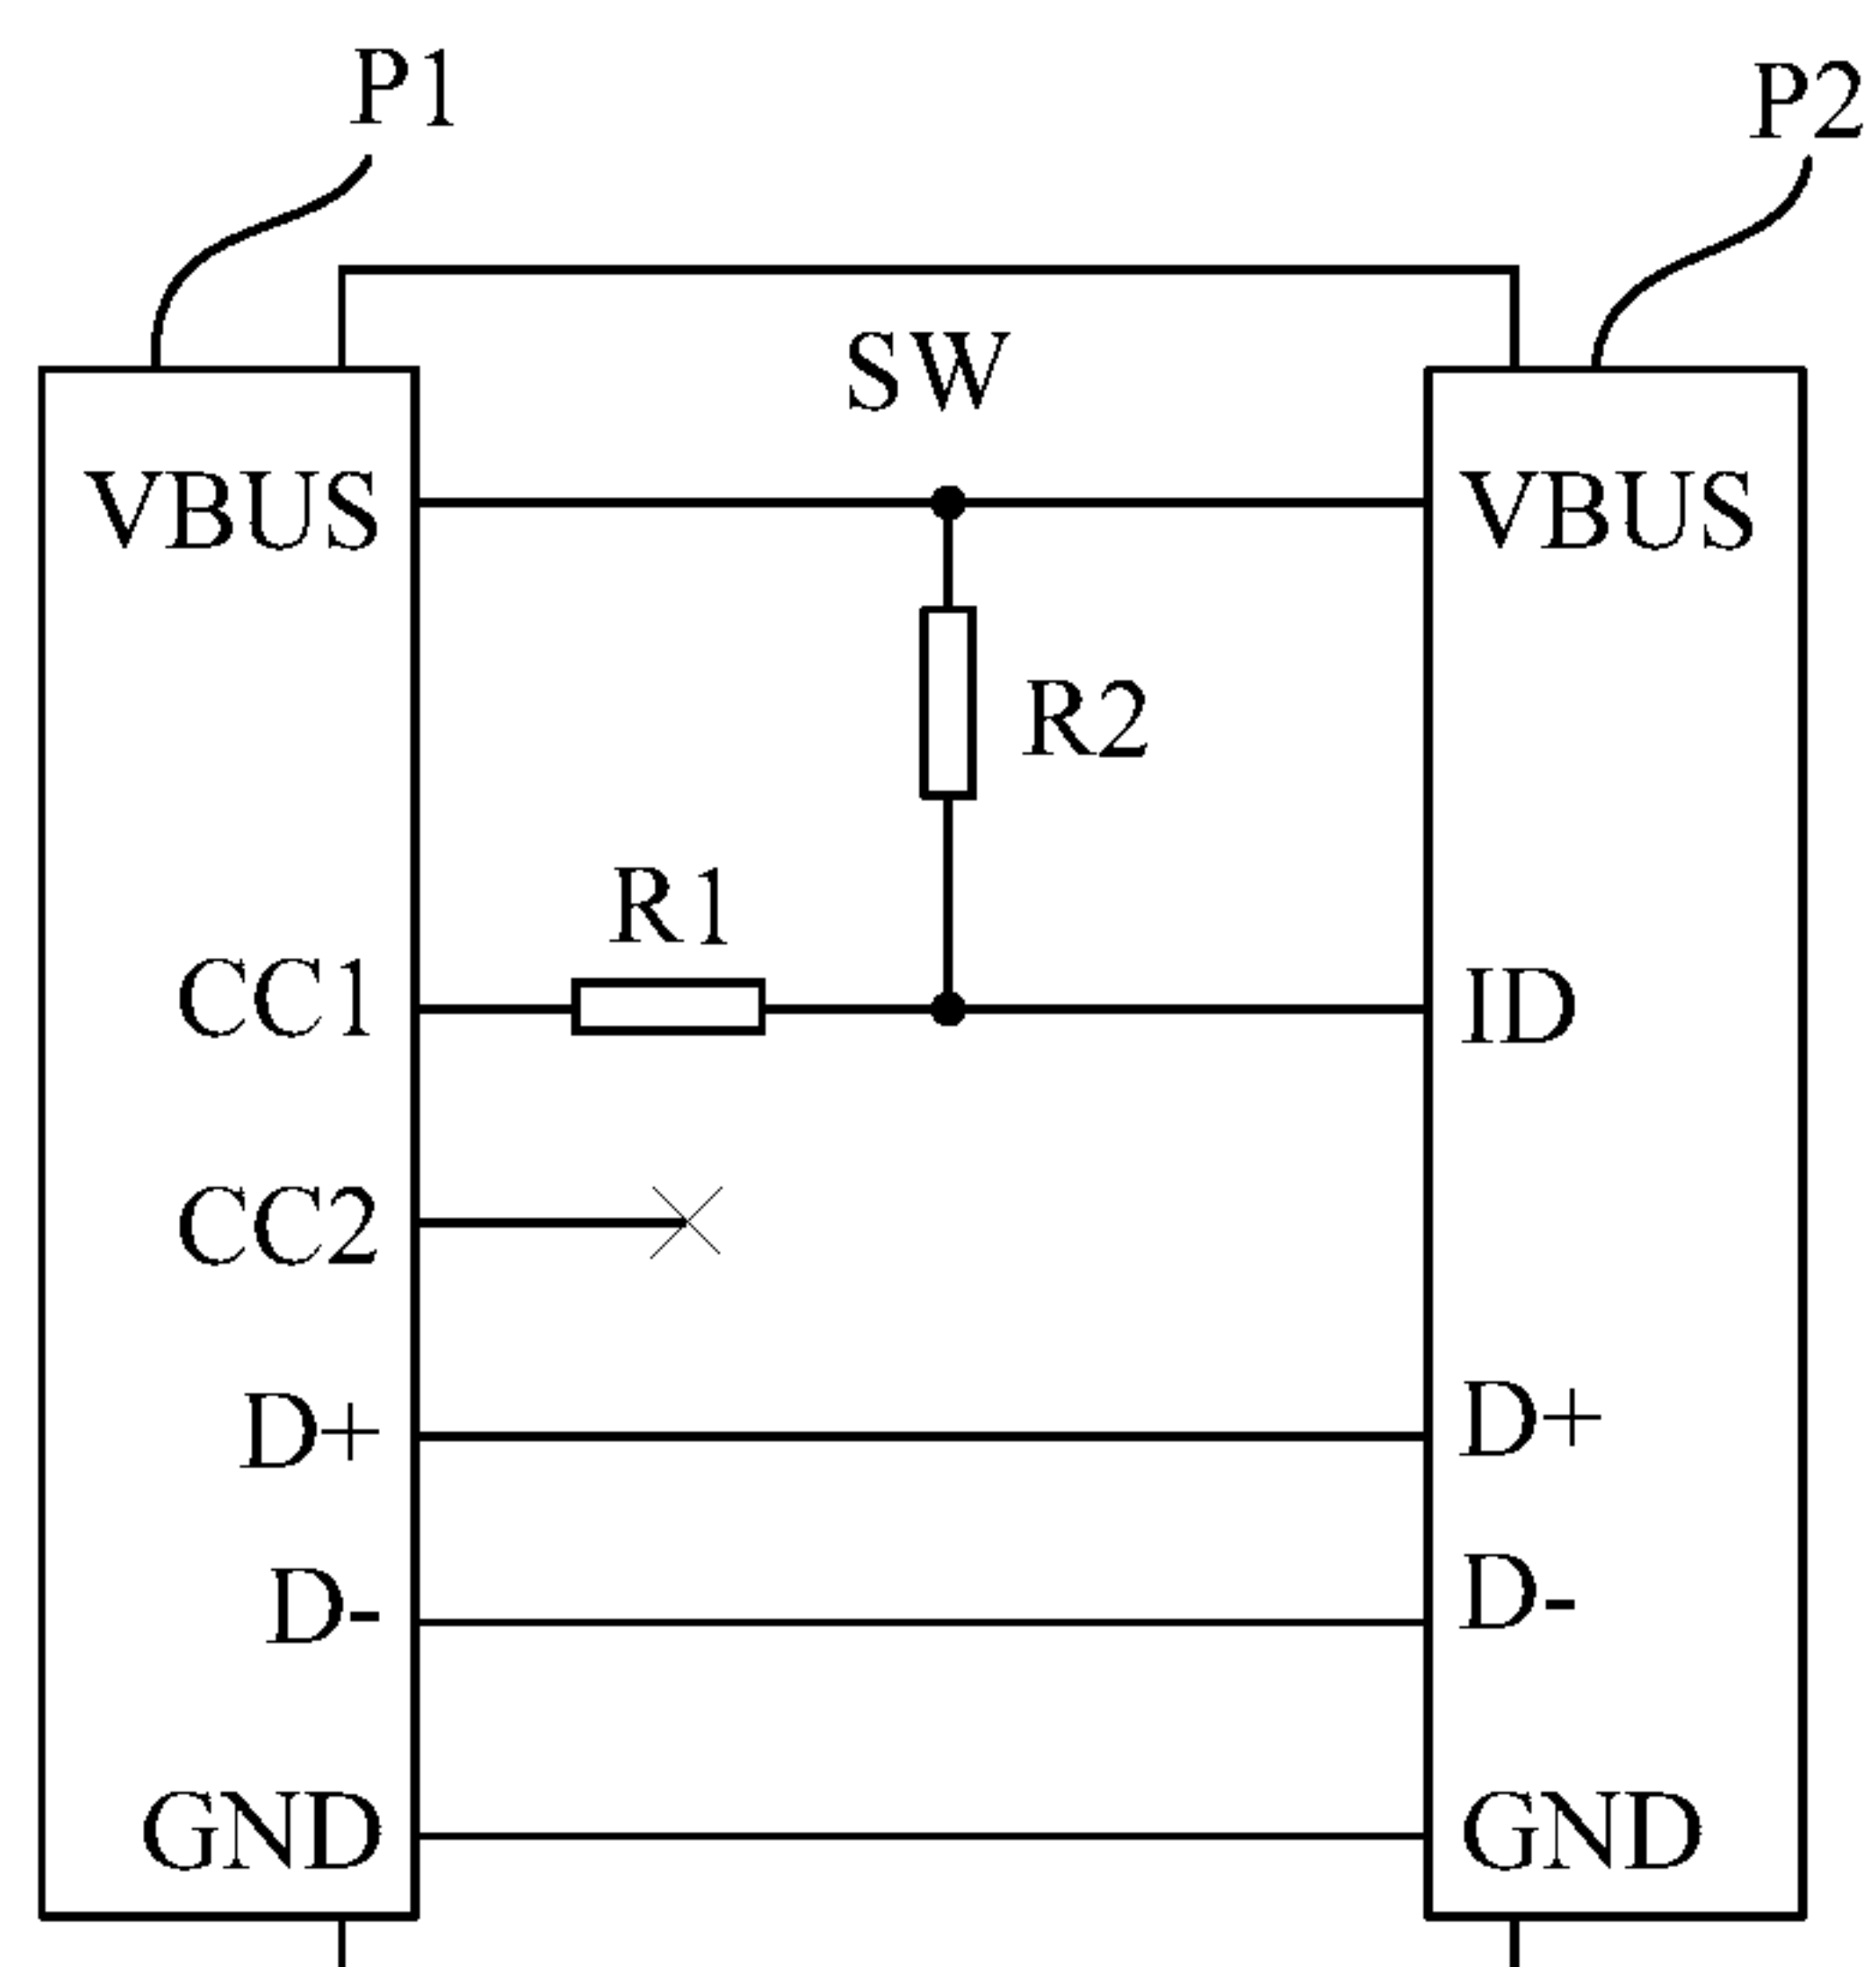 P1
P2
SW
VBUS
VBUS
R2
R1
CC1
ID
CC2
D+
D+
D-
D-
GND
GND